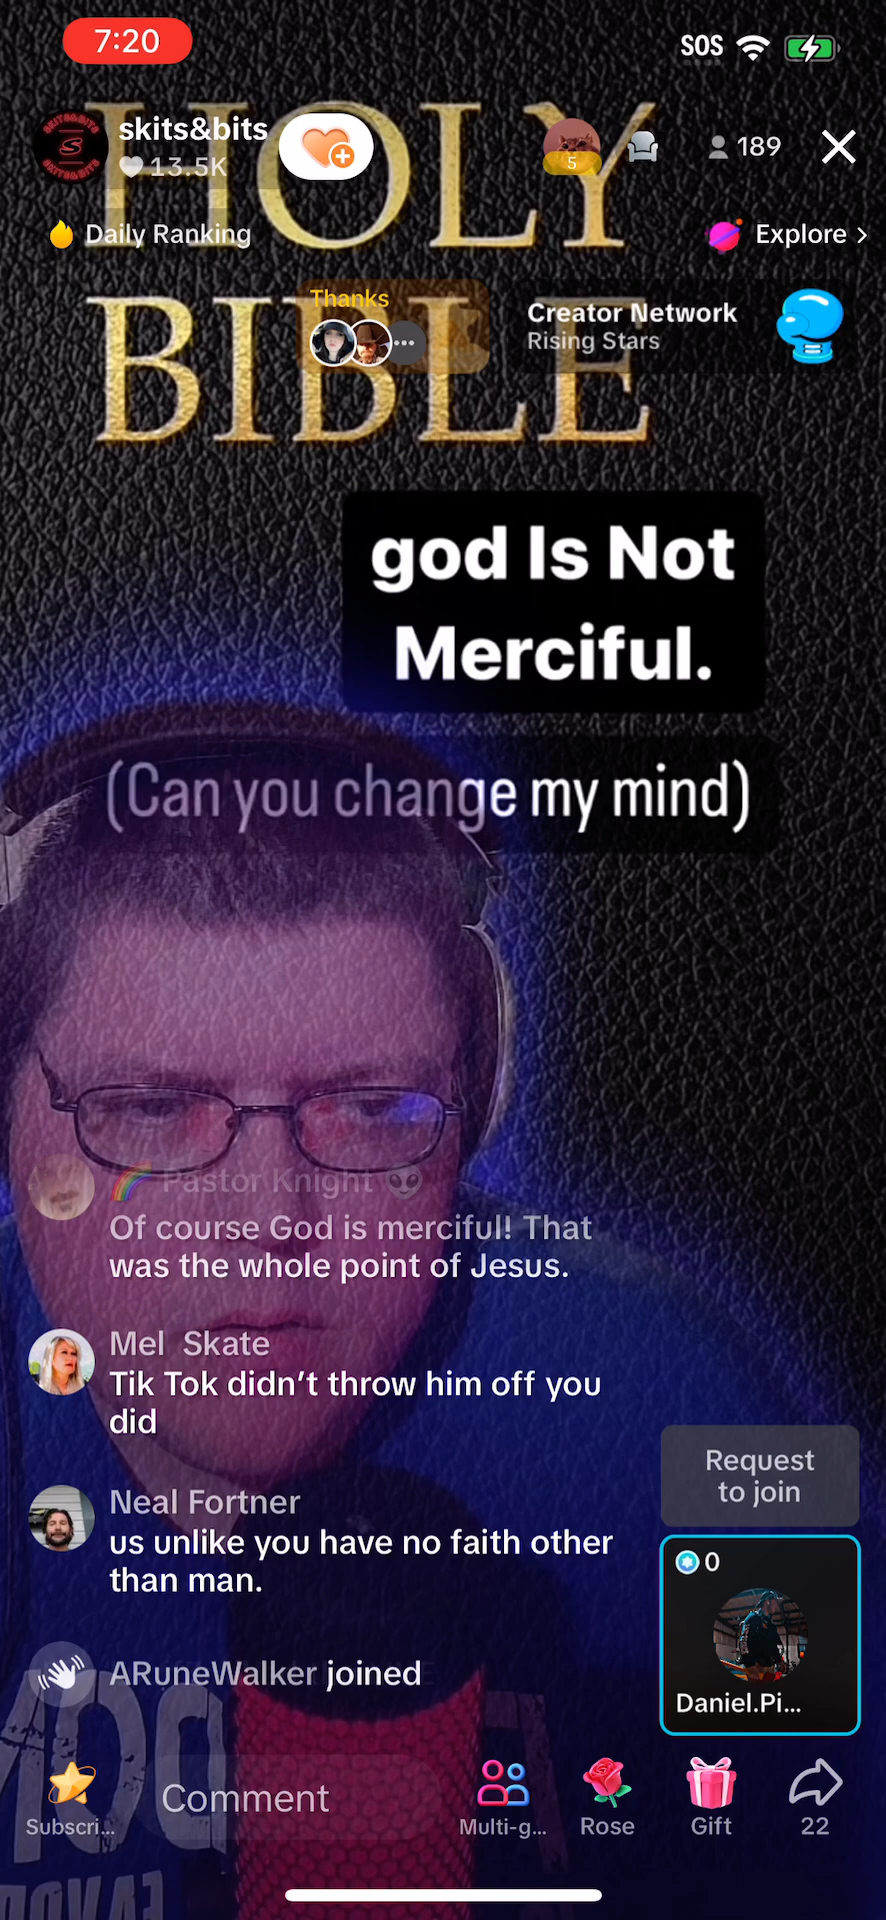 7:20
SOS
HOLY
BIBLE
skits&bits
13.5K
5
189
Daily Ranking
Explore >
Thanks
Creator Network
Rising Stars
god Is Not
Merciful.
(Can you change my mind)
Pastor Knight
Of course God is merciful! That
was the whole point of Jesus.
Mel Skate
Tik Tok didn’t throw him off you
did
Neal Fortner
us unlike you have no faith other
than man.
ARuneWalker joined
Request
to join
0
Daniel.Pi...
Subscri...
Comment
Multi-g...
Rose
Gift
22